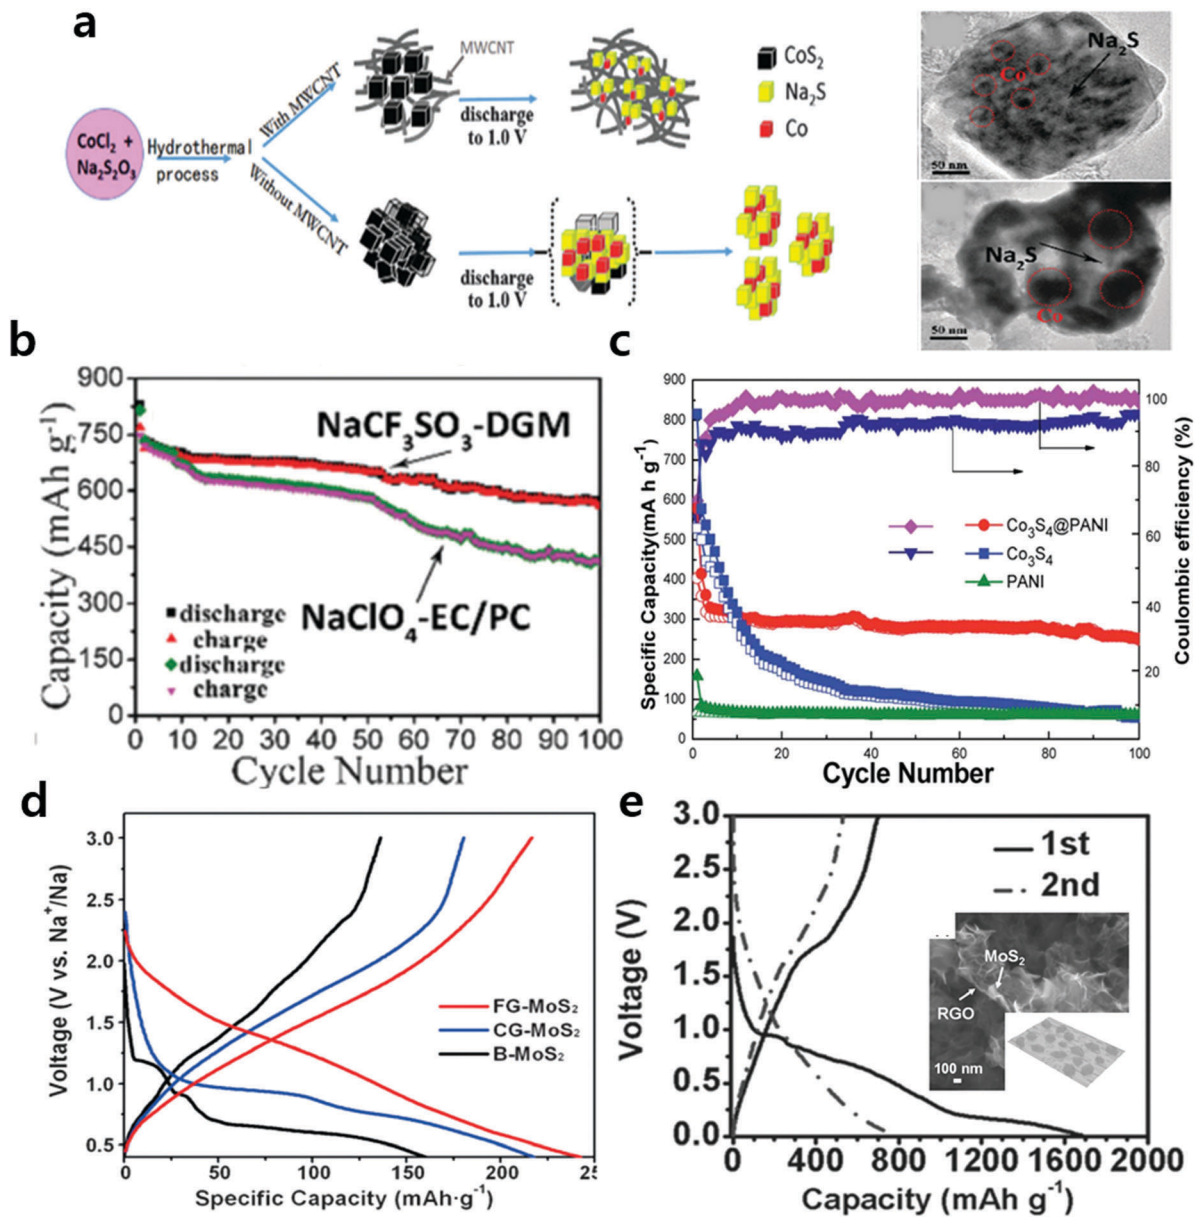 a
CoCl2 +
Na2S2O3
Hydrothermal
process
With MWCNT
Without MWCNT
MWCNT
discharge
to 1.0 V
discharge
to 1.0 V
CoS2
Na2S
Co
Na2S
Co
50 nm
Na2S
Co
50 nm
b
900
750
600
450
300
150
0
Capacity (mAh g-1)
NaCF3SO3-DGM
NaClO4-EC/PC
discharge
charge
discharge
charge
0 10 20 30 40 50 60 70 80 90 100
Cycle Number
c
900
800
700
600
500
400
300
200
100
0
Specific Capacity(mA h g-1)
100
80
60
40
20
Coulombic efficiency (%)
Co3S4@PANI
Co3S4
PANI
0 20 40 60 80 100
Cycle Number
d
3.0
2.5
2.0
1.5
1.0
0.5
Voltage (V vs. Na+/Na)
FG-MoS2
CG-MoS2
B-MoS2
0 50 100 150 200 25
Specific Capacity (mAh·g-1)
e
3.0
2.5
2.0
1.5
1.0
0.5
0.0
Voltage (V)
1st
2nd
MoS2
RGO
100 nm
0 400 800 1200 1600 2000
Capacity (mAh g-1)